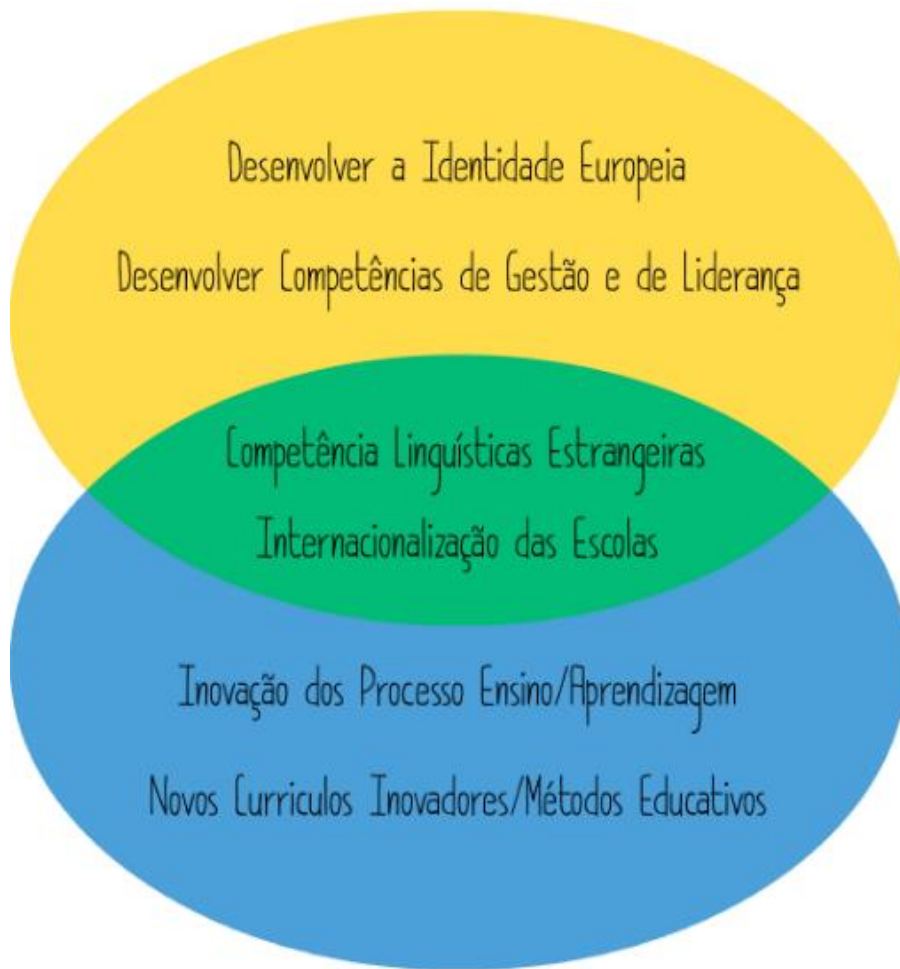 Desenvolver a Identidade Europeia
Desenvolver Competências de Gestão e de Liderança
Competência Linguísticas Estrangeiras
Internacionalização das Escolas
Inovação dos Processo Ensino/Aprendizagem
Novos Curriculos Inovadores/Métodos Educativos